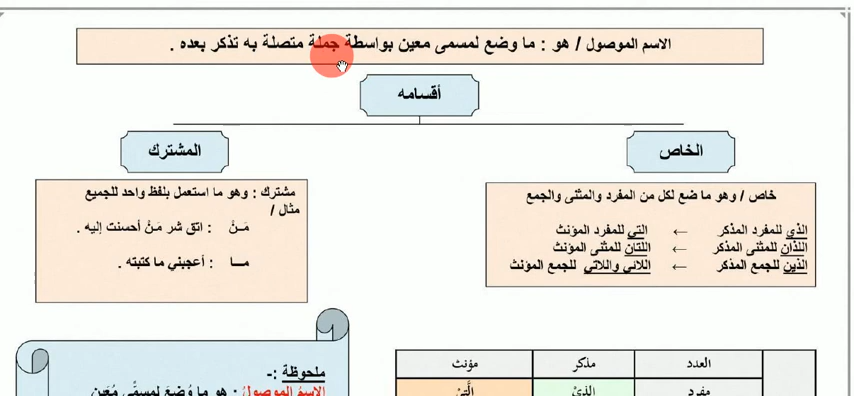 الاسم الموصول / هو : ما وضع لمسمى معين بواسطة جملة متصلة به تذكر بعده .
أقسامه
الخاص
خاص / وهو ما ضع لكل من المفرد والمثنى والجمع
الذي للمفرد المذكر ← التي للمفرد المؤنث
اللذان للمثنى المذكر ← اللتان للمثنى المؤنث
الذين للجمع المذكر ← اللائي واللاتي للجمع المؤنث
المشترك
مشترك : وهو ما استعمل بلفظ واحد للجميع
مثال /
مَـنْ : اتق شر مَنْ أحسنت إليه .
مـــا : أعجبني ما كتبته .
العدد مذكر مؤنث
مفرد الذيْ الَّتِيْ
ملحوظة :-
الاسمُ الموصولُ : هو ما وُضعَ لمسمًّى مُعَين